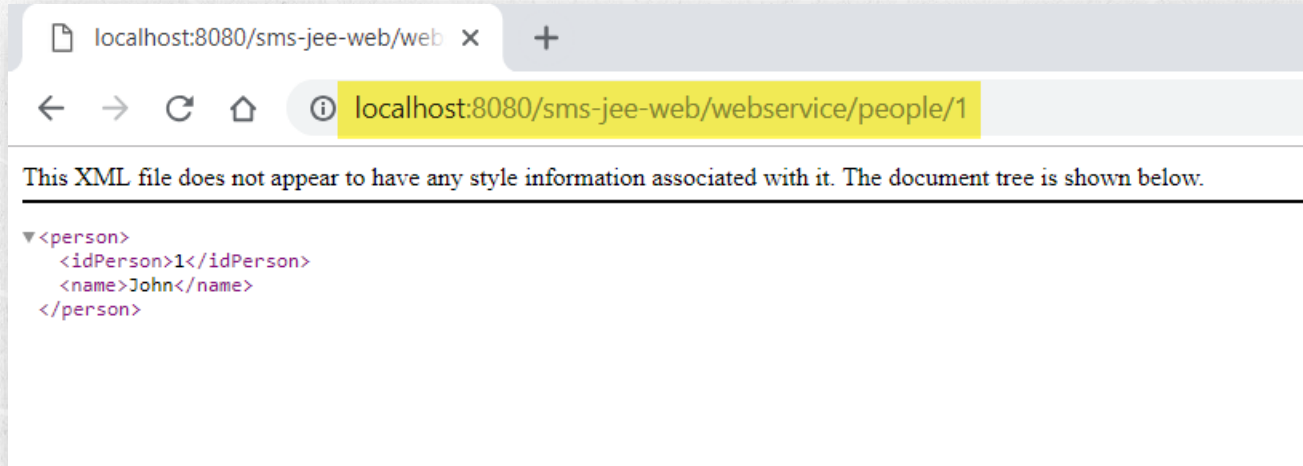 localhost:8080/sms-jee-web/web
localhost:8080/sms-jee-web/webservice/people/1
This XML file does not appear to have any style information associated with it. The document tree is shown below.
▼<person>
<idPerson>1</idPerson>
<name>John</name>
</person>